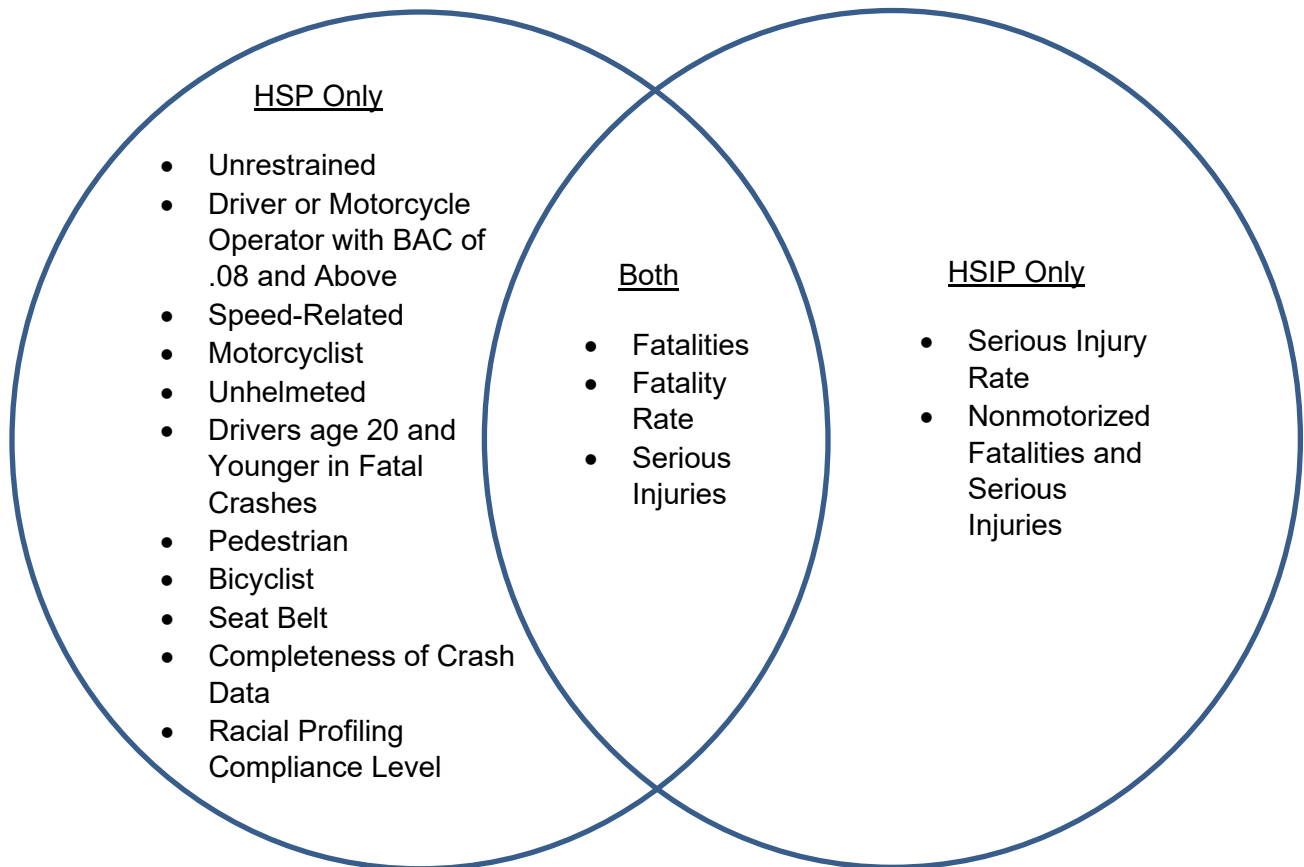 HSP Only
• Unrestrained
• Driver or Motorcycle
Operator with BAC of
.08 and Above
• Speed-Related
• Motorcyclist
• Unhelmeted
• Drivers age 20 and
Younger in Fatal
Crashes
• Pedestrian
• Bicyclist
• Seat Belt
• Completeness of Crash
Data
• Racial Profiling
Compliance Level
Both
• Fatalities
• Fatality
Rate
• Serious
Injuries
HSIP Only
• Serious Injury
Rate
• Nonmotorized
Fatalities and
Serious
Injuries